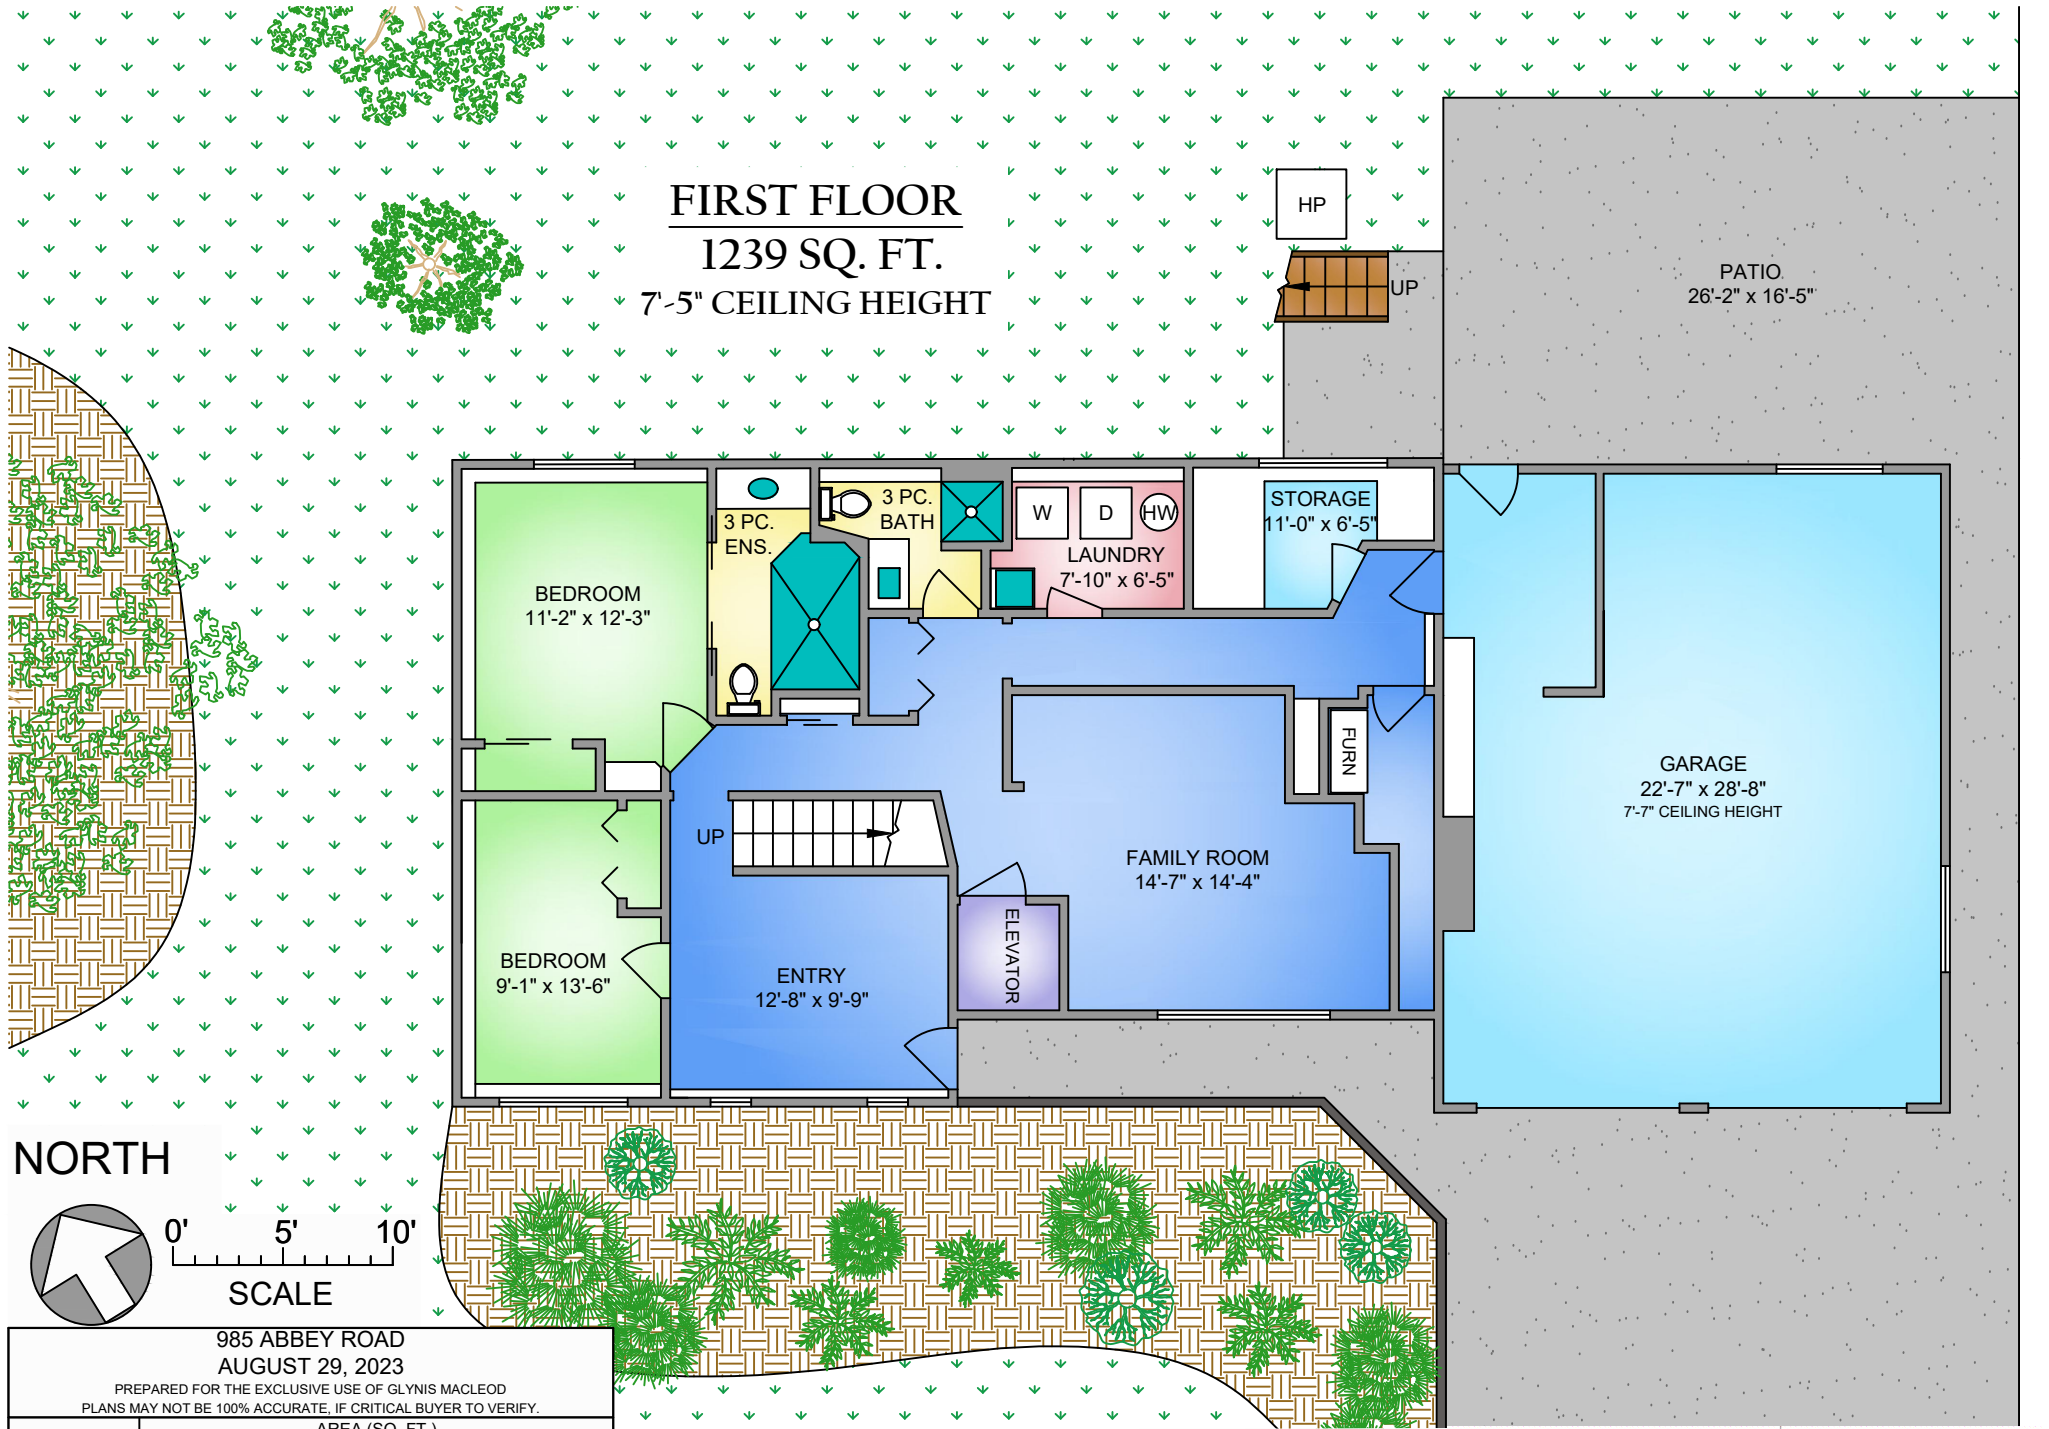 FIRST FLOOR
1239 SQ. FT.
7'-5" CEILING HEIGHT
HP
UP
PATIO
26'-2" x 16'-5"
3 PC.
ENS.
3 PC.
BATH
W
D
HW
LAUNDRY
7'-10" x 6'-5"
STORAGE
11'-0" x 6'-5"
BEDROOM
11'-2" x 12'-3"
FURN
GARAGE
22'-7" x 28'-8"
7'-7" CEILING HEIGHT
UP
FAMILY ROOM
14'-7" x 14'-4"
ELEVATOR
BEDROOM
9'-1" x 13'-6"
ENTRY
12'-8" x 9'-9"
NORTH
0' 5' 10'
SCALE
985 ABBEY ROAD
AUGUST 29, 2023
PREPARED FOR THE EXCLUSIVE USE OF GLYNIS MACLEOD
PLANS MAY NOT BE 100% ACCURATE, IF CRITICAL BUYER TO VERIFY.
AREA (SQ. FT.)